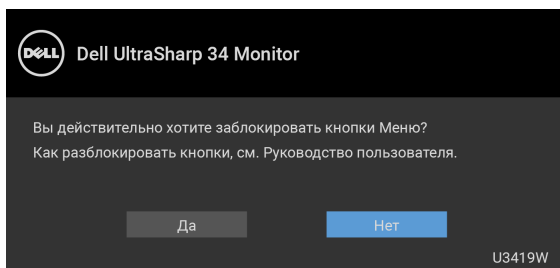 DELL
Dell UltraSharp 34 Monitor
Вы действительно хотите заблокировать кнопки Меню?
Как разблокировать кнопки, см. Руководство пользователя.
Да
Нет
U3419W